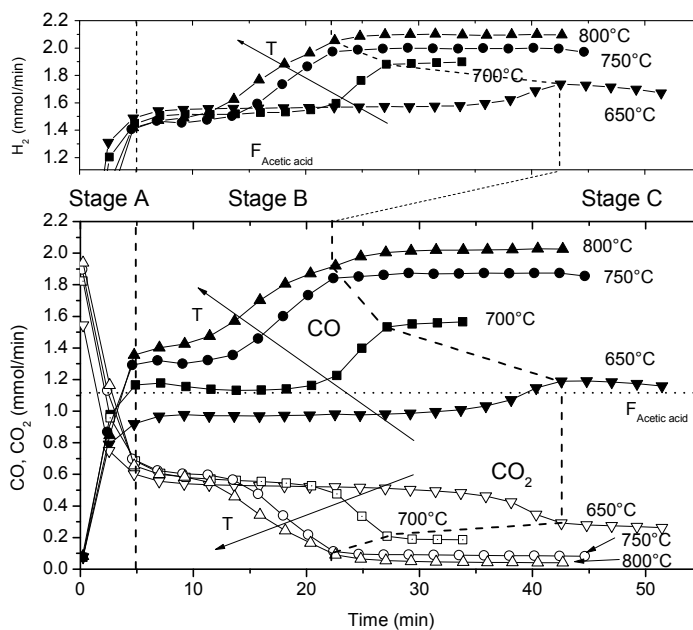 2.2
2.0
1.8
1.6
1.4
1.2
H2 (mmol/min)
800°C
750°C
700°C
650°C
T
FAcetic acid
Stage A Stage B Stage C
2.2
2.0
1.8
1.6
1.4
1.2
1.0
0.8
0.6
0.4
0.2
0.0
CO, CO2 (mmol/min)
800°C
750°C
700°C
650°C
T
CO
FAcetic acid
CO2
T
700°C
650°C
750°C
800°C
0 10 20 30 40 50
Time (min)